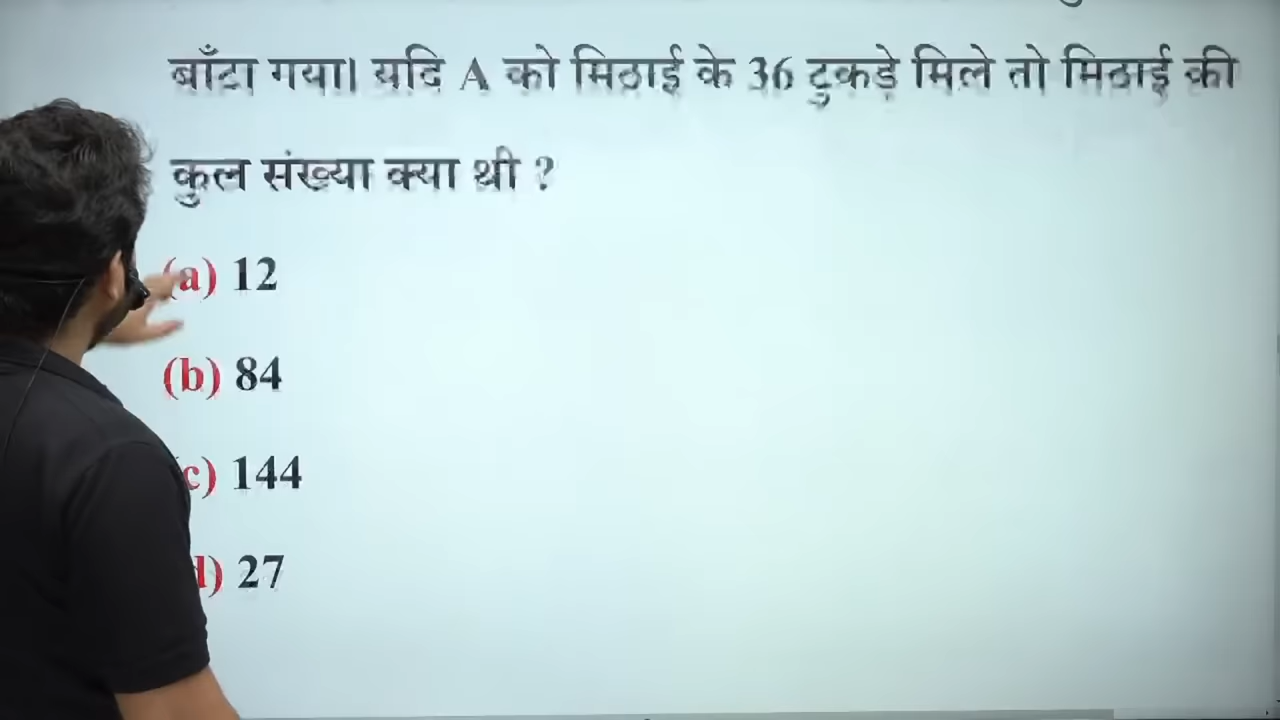 बाँटा गया। यदि A को मिठाई के 36 टुकड़े मिले तो मिठाई की
कुल संख्या क्या थी ?
(a) 12
(b) 84
c) 144
d) 27